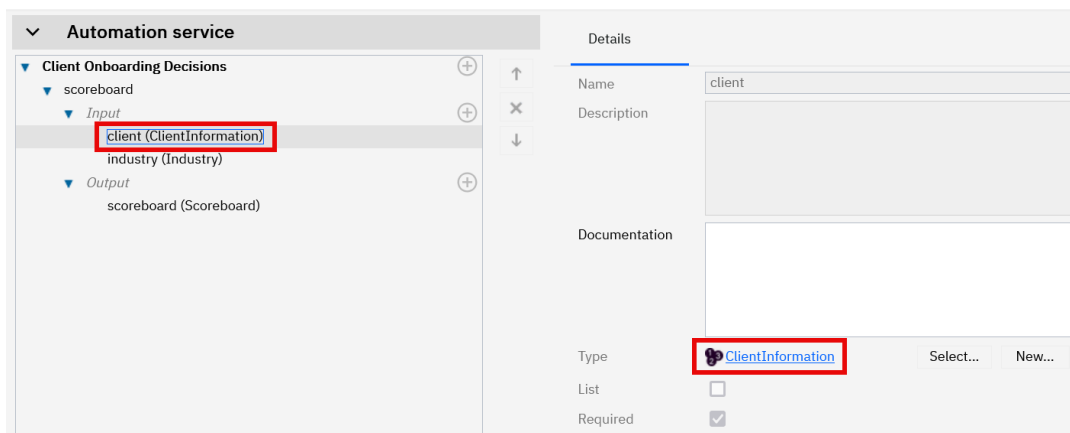 Automation service
Client Onboarding Decisions
scoreboard
Input
client (ClientInformation)
industry (Industry)
Output
scoreboard (Scoreboard)
Details
Name
client
Description
Documentation
Type
ClientInformation
Select...
New...
List
Required